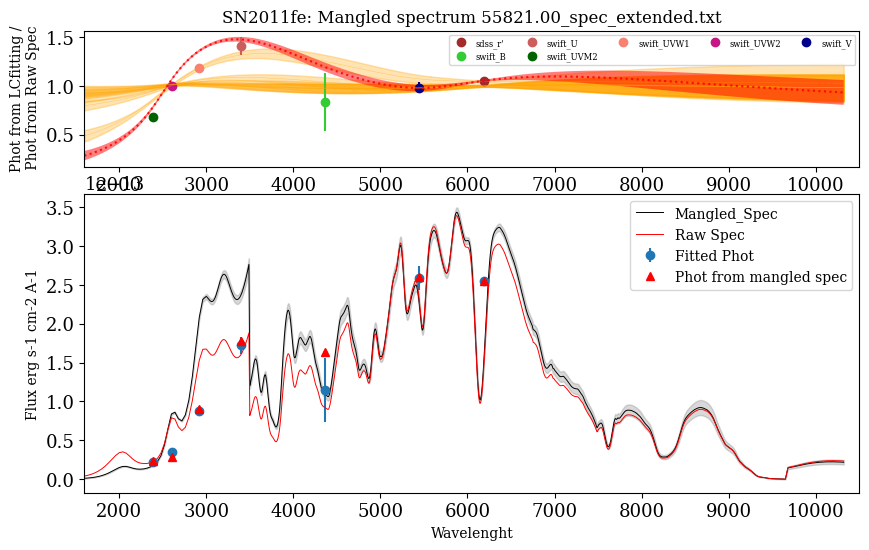 SN2011fe: Mangled spectrum 55821.00_spec_extended.txt
Phot from LCfitting /
Phot from Raw Spec
1.5
1.0
0.5
sdss_r'
swift_U
swift_UVW1
swift_UVW2
swift_V
swift_B
swift_UVM2
2000 3000 4000 5000 6000 7000 8000 9000 10000
1e−13
Flux erg s-1 cm-2 A-1
3.5
3.0
2.5
2.0
1.5
1.0
0.5
0.0
Mangled_Spec
Raw Spec
Fitted Phot
Phot from mangled spec
2000 3000 4000 5000 6000 7000 8000 9000 10000
Wavelenght